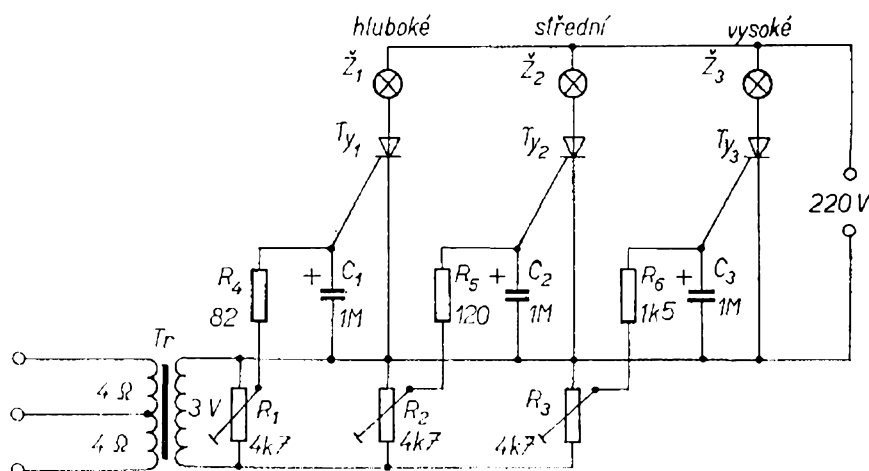 hluboké
střední
vysoké
Ž1
Ž2
Ž3
Ty1
Ty2
Ty3
220 V
R4
82
+
C1
1M
R5
120
+
C2
1M
R6
1k5
+
C3
1M
Tr
4 Ω
4 Ω
3 V
R1
4k7
R2
4k7
R3
4k7